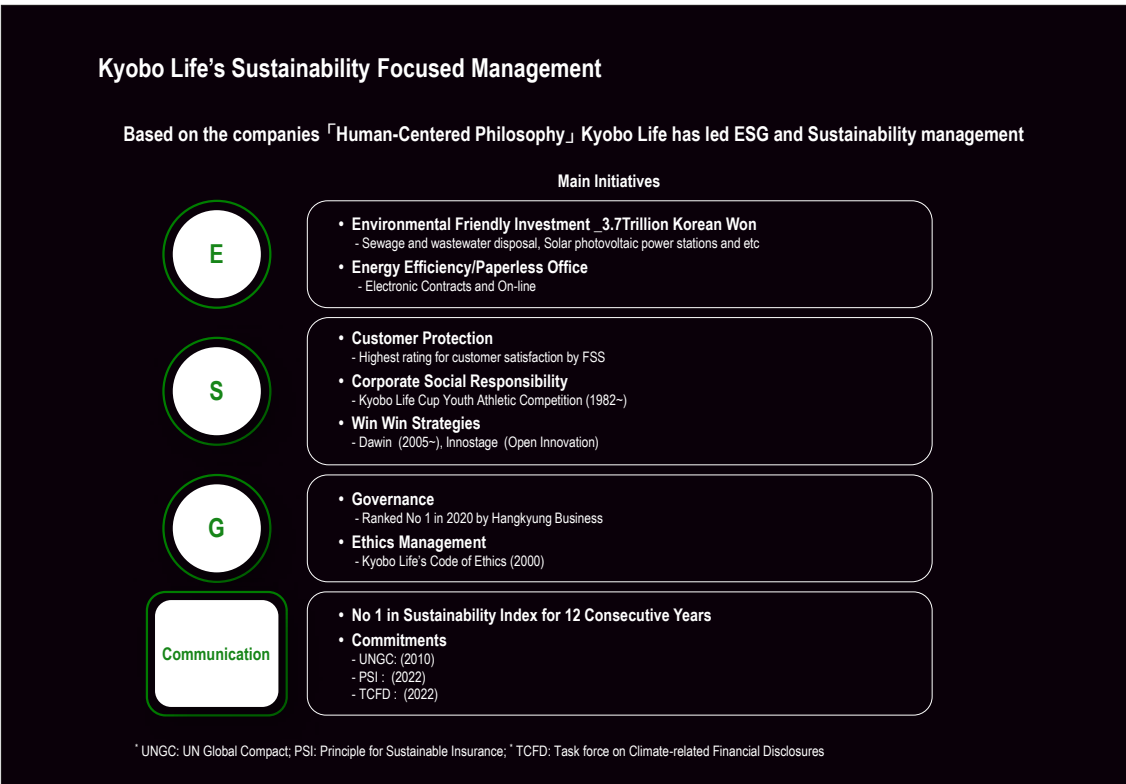 Kyobo Life's Sustainability Focused Management
Based on the companies「Human-Centered Philosophy」Kyobo Life has led ESG and Sustainability management
Main Initiatives
E
• Environmental Friendly Investment _3.7Trillion Korean Won
- Sewage and wastewater disposal, Solar photovoltaic power stations and etc
• Energy Efficiency/Paperless Office
- Electronic Contracts and On-line
S
• Customer Protection
- Highest rating for customer satisfaction by FSS
• Corporate Social Responsibility
- Kyobo Life Cup Youth Athletic Competition (1982~)
• Win Win Strategies
- Dawin (2005~), Innostage (Open Innovation)
G
• Governance
- Ranked No 1 in 2020 by Hangkyung Business
• Ethics Management
- Kyobo Life's Code of Ethics (2000)
Communication
• No 1 in Sustainability Index for 12 Consecutive Years
• Commitments
- UNGC: (2010)
- PSI : (2022)
- TCFD : (2022)
* UNGC: UN Global Compact; PSI: Principle for Sustainable Insurance; * TCFD: Task force on Climate-related Financial Disclosures